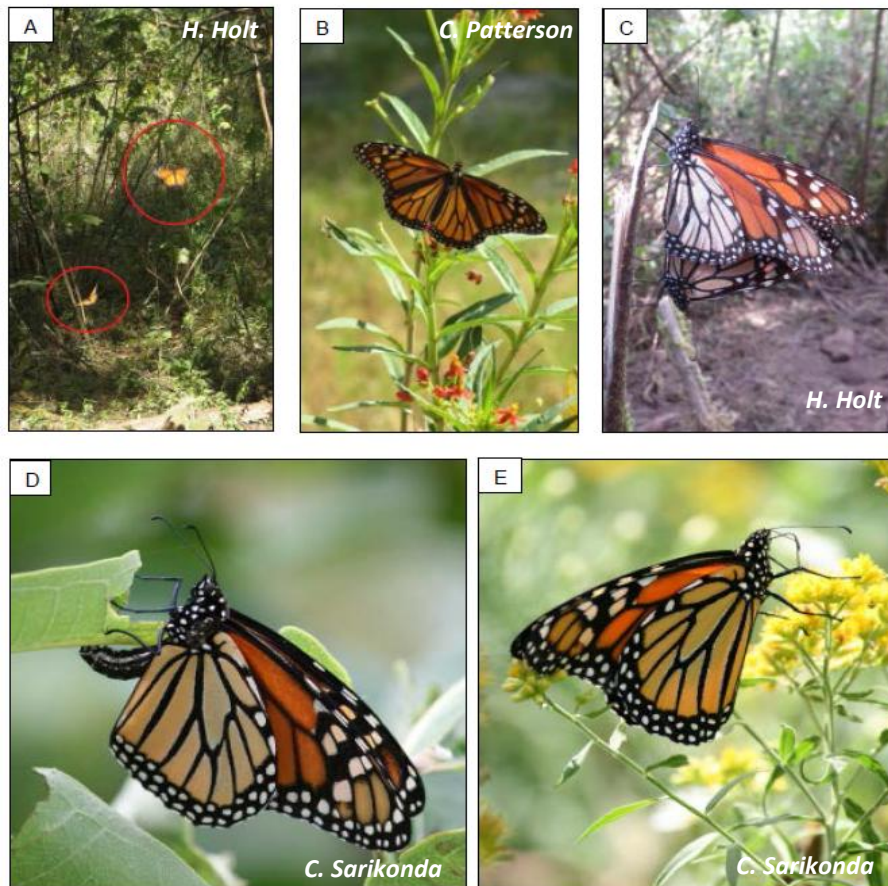 A
H. Holt
B
C. Patterson
C
H. Holt
D
C. Sarikonda
E
C. Sarikonda